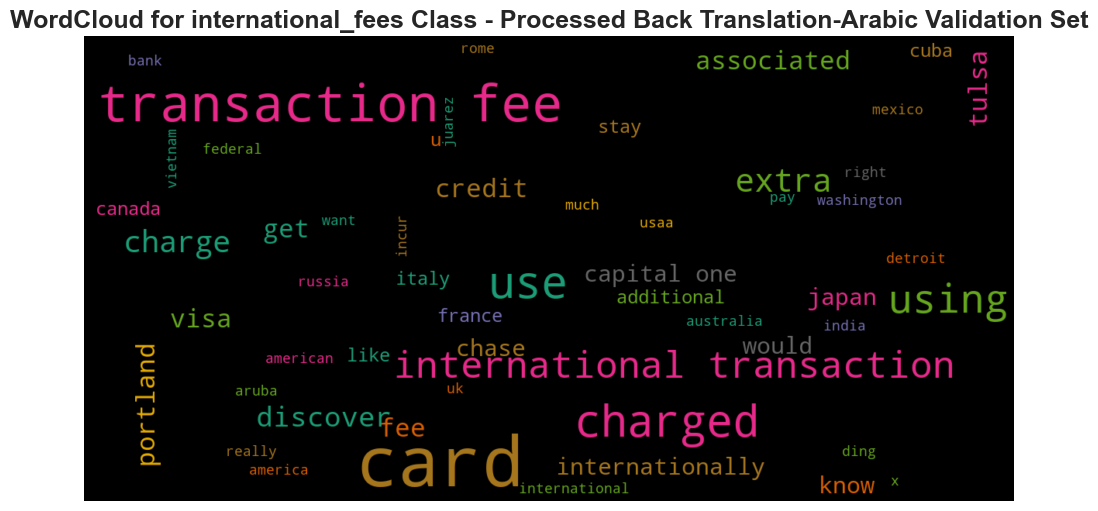 WordCloud for international_fees Class - Processed Back Translation-Arabic Validation Set
rome
cuba
bank
associated
tulsa
transaction fee
juarez
mexico
stay
u
vietnam
federal
right
extra
credit
pay
washington
canada
much
get
want
usaa
charge
incur
detroit
capital one
russia
italy
use
additional
japan
using
visa
france
australia
india
chase
would
portland
american
like
international transaction
aruba
uk
discover
fee
charged
really
ding
card
america
internationally
international
know
x